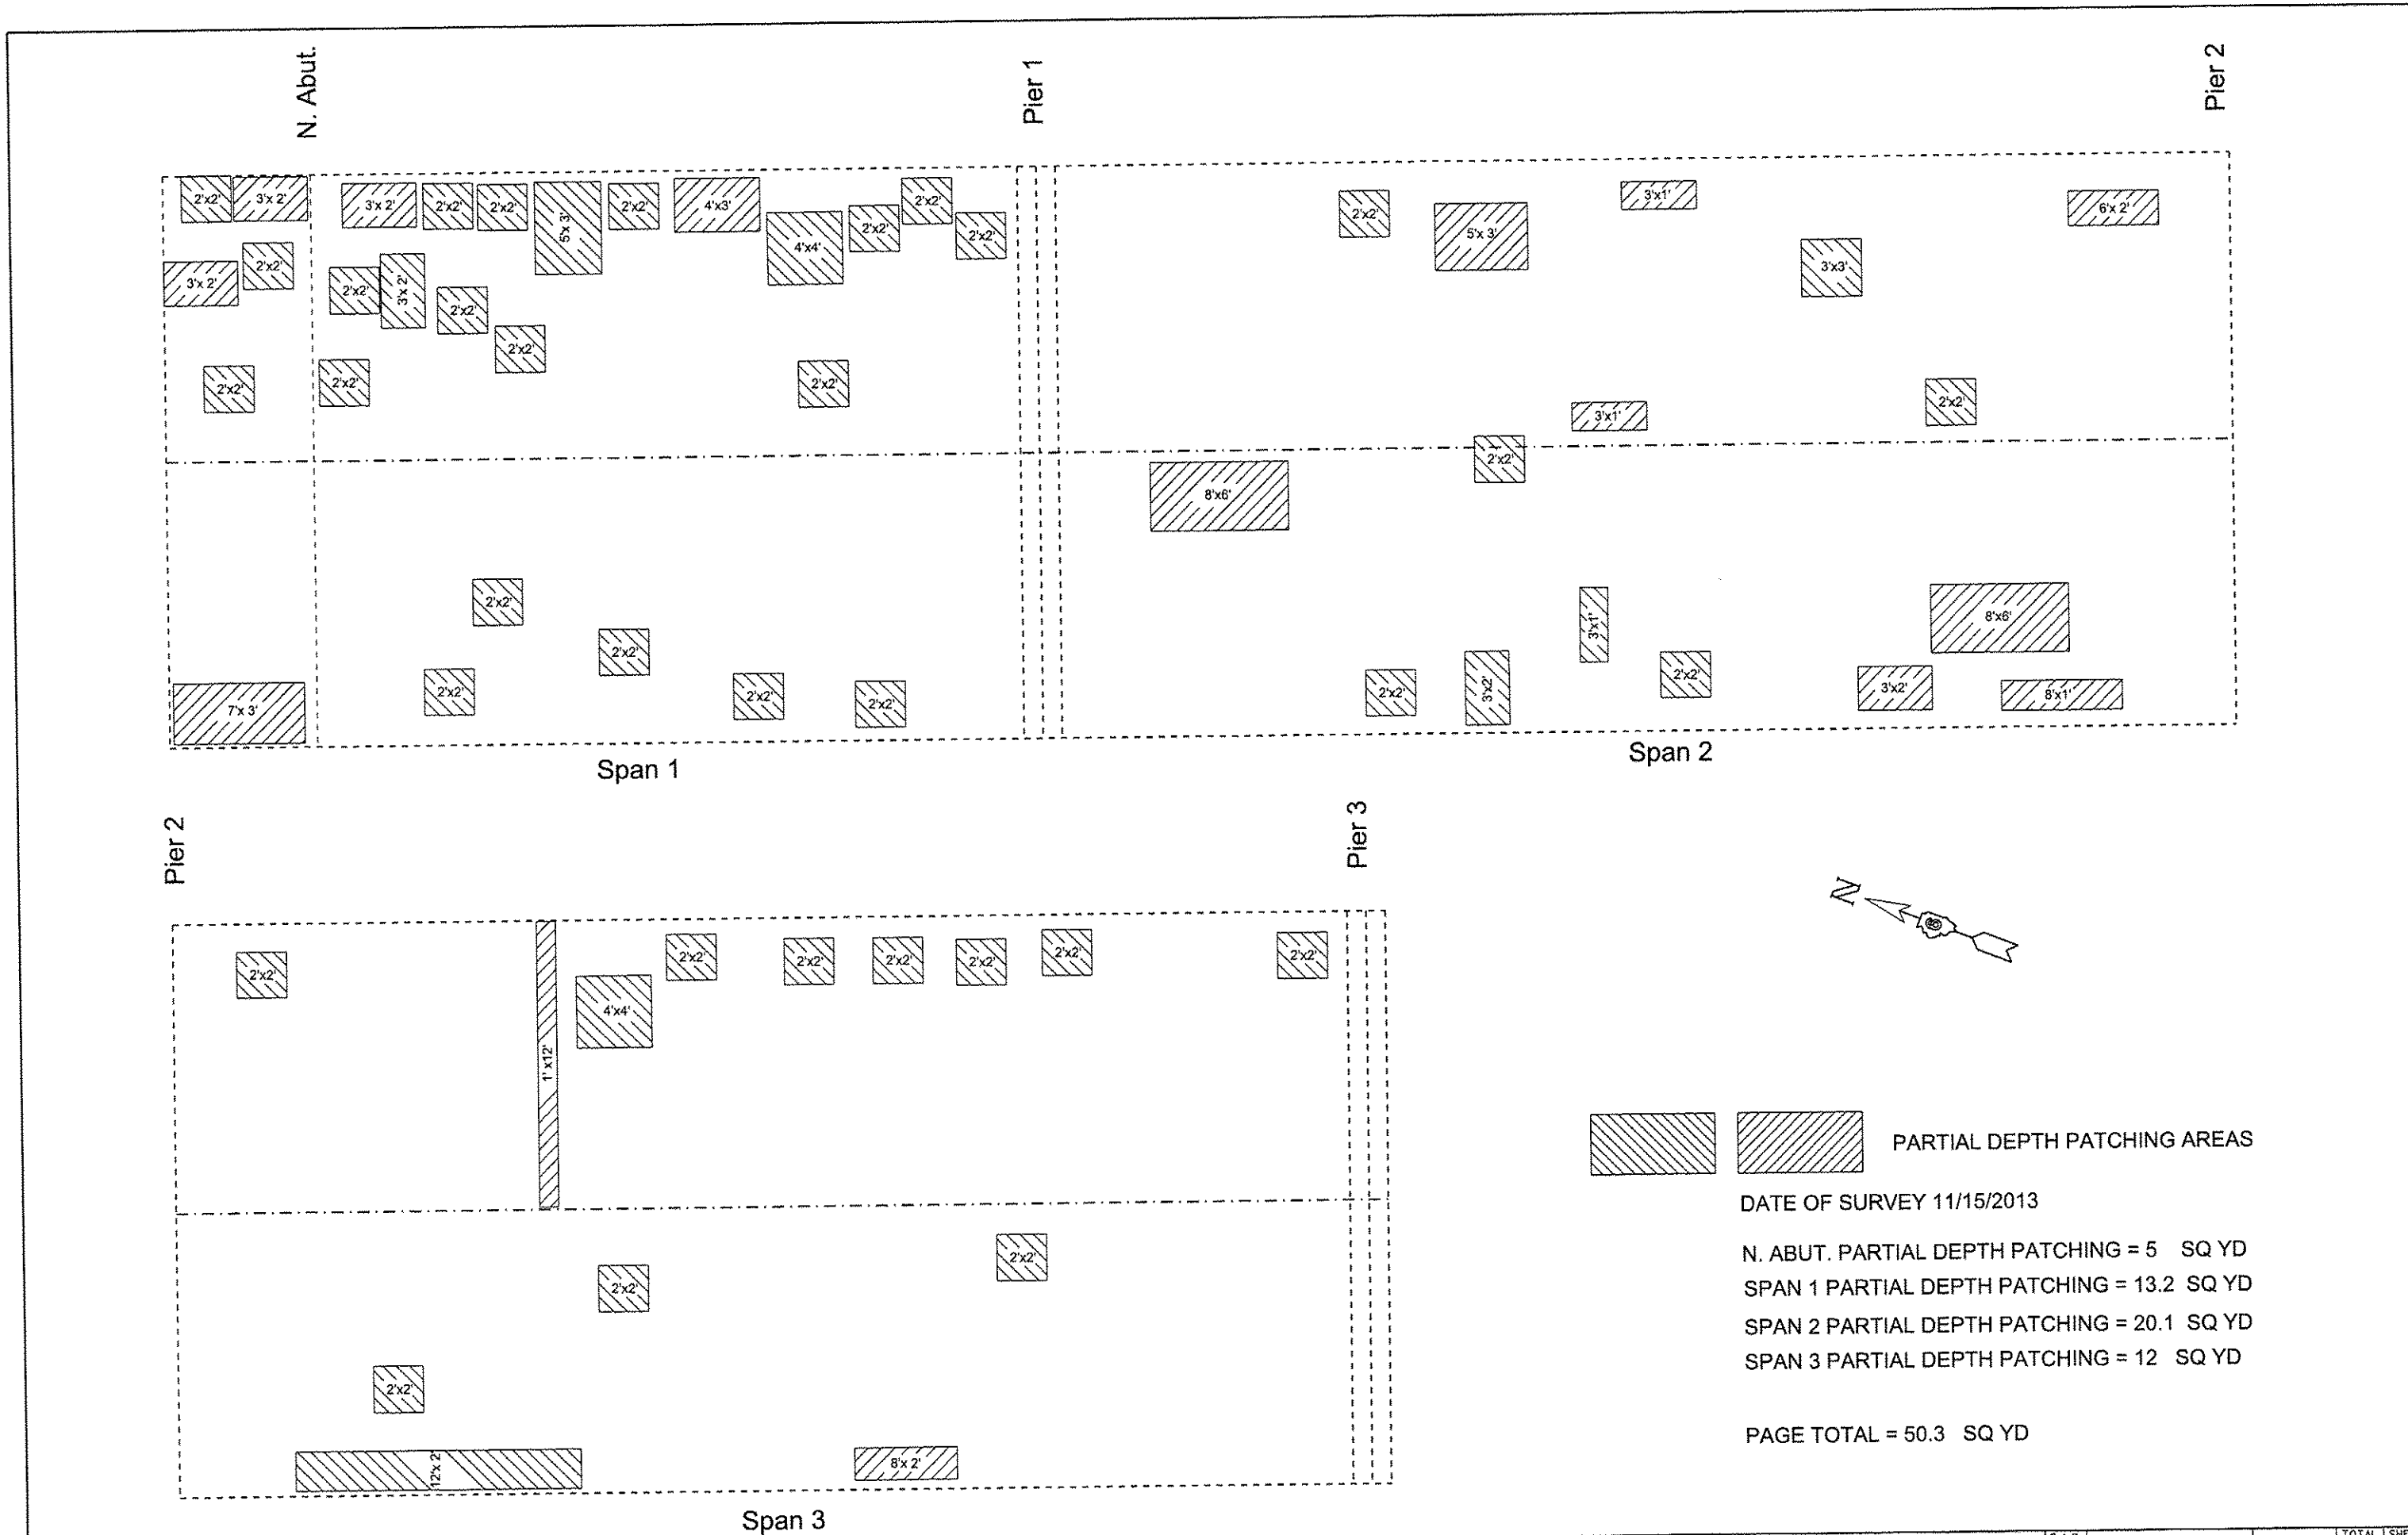 N. Abut.
Pier 1
Pier 2
2'x2'
3'x 2'
3'x 2'
2'x2'
2'x2'
5'x 3'
2'x2'
4'x3'
4'x4'
2'x2'
2'x2'
2'x2'
2'x2'
5'x 3'
3'x1'
3'x3'
6'x 2'
3'x 2'
2'x2'
2'x2'
3'x 2'
2'x2'
2'x2'
2'x2'
2'x2'
2'x2'
3'x1'
2'x2'
2'x2'
8'x6'
2'x2'
2'x2'
2'x2'
2'x2'
2'x2'
7'x 3'
3'x1'
8'x6'
2'x2'
3'x2'
2'x2'
3'x2'
8'x1'
Span 1
Span 2
Pier 2
Pier 3
N
2'x2'
1' x12'
4'x4'
2'x2'
2'x2'
2'x2'
2'x2'
2'x2'
2'x2'
2'x2'
2'x2'
2'x2'
12'x 2'
8'x 2'
Span 3
PARTIAL DEPTH PATCHING AREAS
DATE OF SURVEY 11/15/2013
N. ABUT. PARTIAL DEPTH PATCHING = 5 SQ YD
SPAN 1 PARTIAL DEPTH PATCHING = 13.2 SQ YD
SPAN 2 PARTIAL DEPTH PATCHING = 20.1 SQ YD
SPAN 3 PARTIAL DEPTH PATCHING = 12 SQ YD
PAGE TOTAL = 50.3 SQ YD
TOTAL